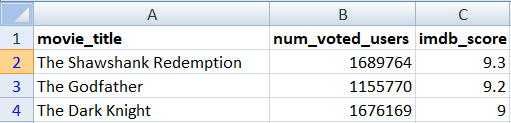 A B C
1 movie_title num_voted_users imdb_score
2 The Shawshank Redemption 1689764 9.3
3 The Godfather 1155770 9.2
4 The Dark Knight 1676169 9